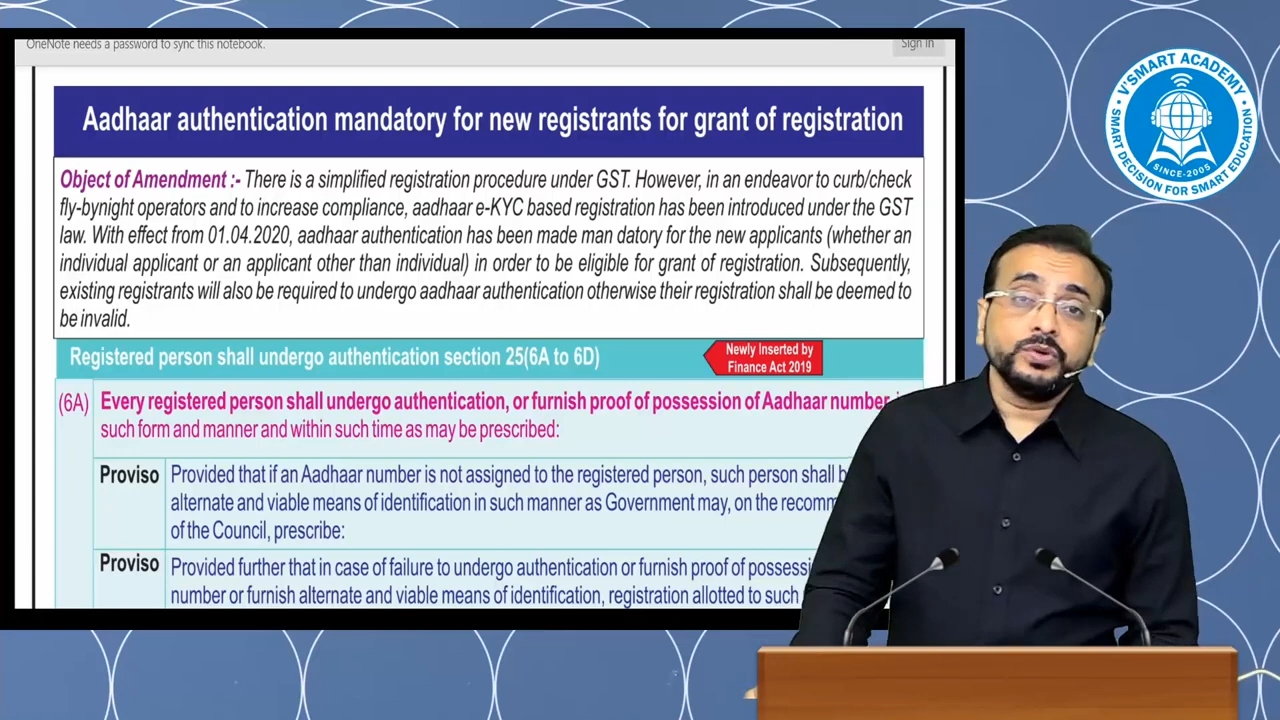 OneNote needs a password to sync this notebook.
Sign in
Aadhaar authentication mandatory for new registrants for grant of registration
Object of Amendment :- There is a simplified registration procedure under GST. However, in an endeavor to curb/check
fly-bynight operators and to increase compliance, aadhaar e-KYC based registration has been introduced under the GST
law. With effect from 01.04.2020, aadhaar authentication has been made man datory for the new applicants (whether an
individual applicant or an applicant other than individual) in order to be eligible for grant of registration. Subsequently,
existing registrants will also be required to undergo aadhaar authentication otherwise their registration shall be deemed to
be invalid.
Registered person shall undergo authentication section 25(6A to 6D)
Newly Inserted by
Finance Act 2019
(6A) Every registered person shall undergo authentication, or furnish proof of possession of Aadhaar number,
such form and manner and within such time as may be prescribed:
Proviso Provided that if an Aadhaar number is not assigned to the registered person, such person shall
alternate and viable means of identification in such manner as Government may, on the
of the Council, prescribe:
Proviso Provided further that in case of failure to undergo authentication or furnish proof of
number or furnish alternate and viable means of identification, registration allotted to such
V'SMART ACADEMY
SINCE-2005
SMART DECISION FOR SMART EDUCATION